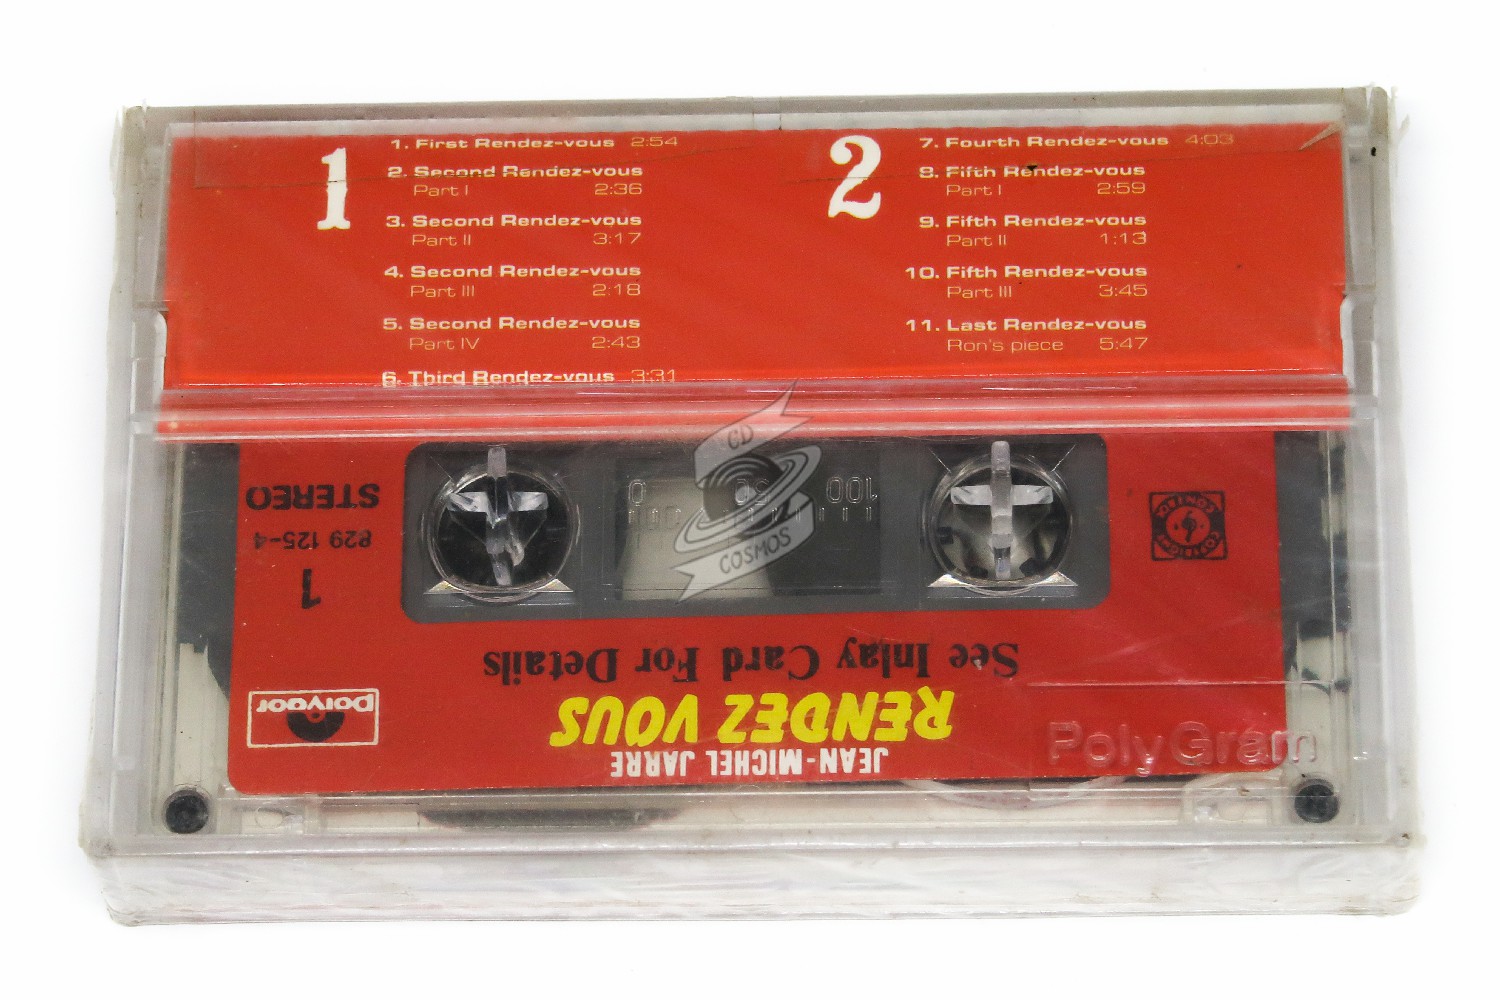 1
1. First Rendez-vous 2:54
2. Second Rendez-vous
Part I 2:36
3. Second Rendez-vous
Part II 3:17
4. Second Rendez-vous
Part III 2:18
5. Second Rendez-vous
Part IV 2:43
6. Third Rendez-vous 3:31
2
7. Fourth Rendez-vous 4:03
8. Fifth Rendez-vous
Part I 2:59
9. Fifth Rendez-vous
Part II 1:13
10. Fifth Rendez-vous
Part III 3:45
11. Last Rendez-vous
Ron's piece 5:47
CD
COSMOS
JEAN-MICHEL JARRE
RENDEZ VOUS
polydor
See Inlay Card For Details
1
829 125-4
STEREO
100 50 0
PolyGram